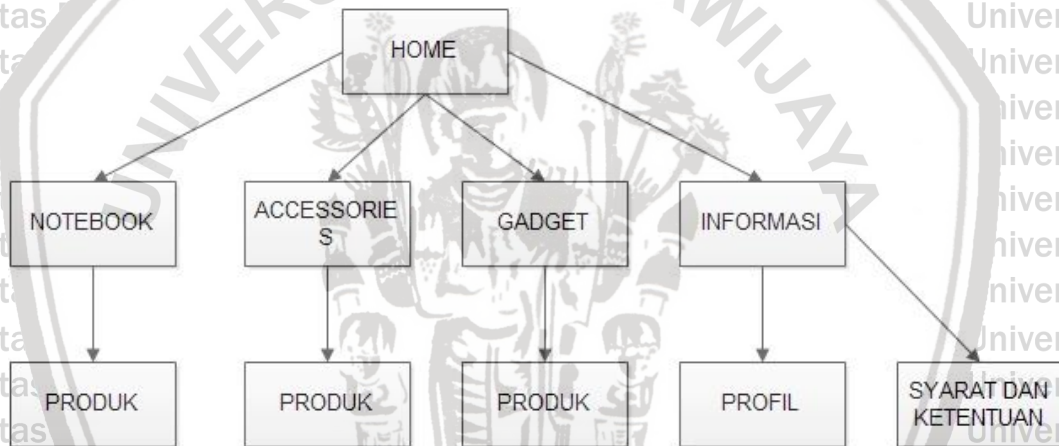 HOME
NOTEBOOK
ACCESSORIE
S
GADGET
INFORMASI
PRODUK
PRODUK
PRODUK
PROFIL
SYARAT DAN
KETENTUAN